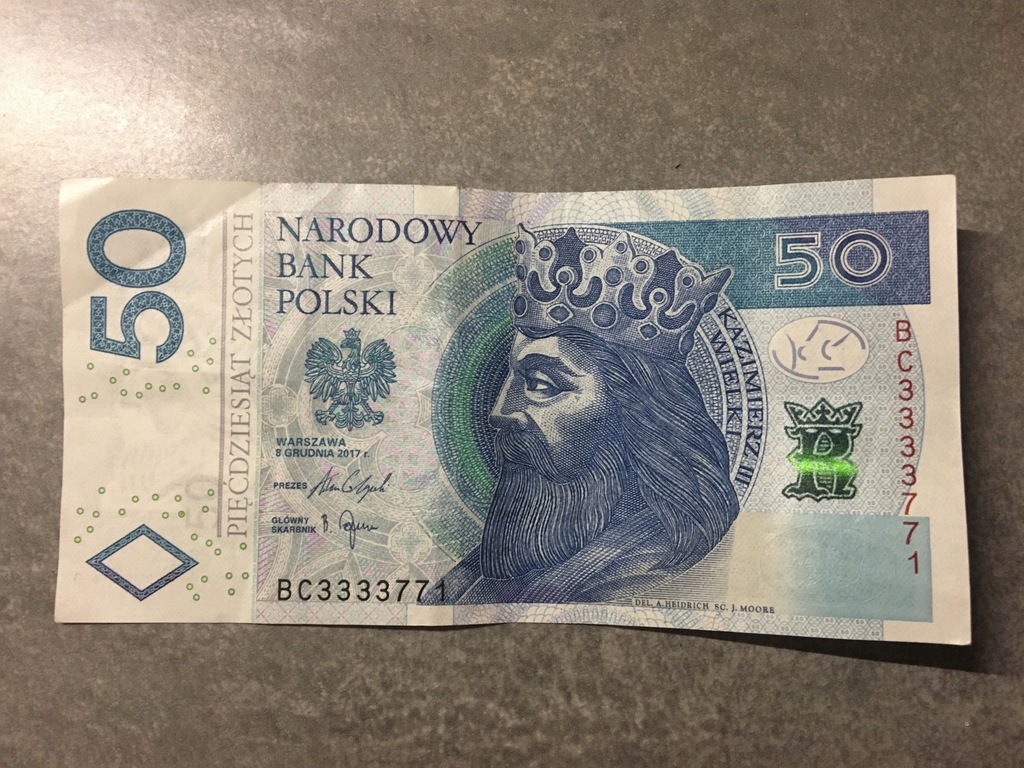 50
PIĘĆDZIESIĄT ZŁOTYCH
NARODOWY
BANK
POLSKI
WARSZAWA
8 GRUDNIA 2017 r.
PREZES
GŁÓWNY
SKARBNIK
BC3333771
50
KAZIMIERZ III
WIELKI
BC3333771
DEL. A.HEIDRICH SC. J. MOORE